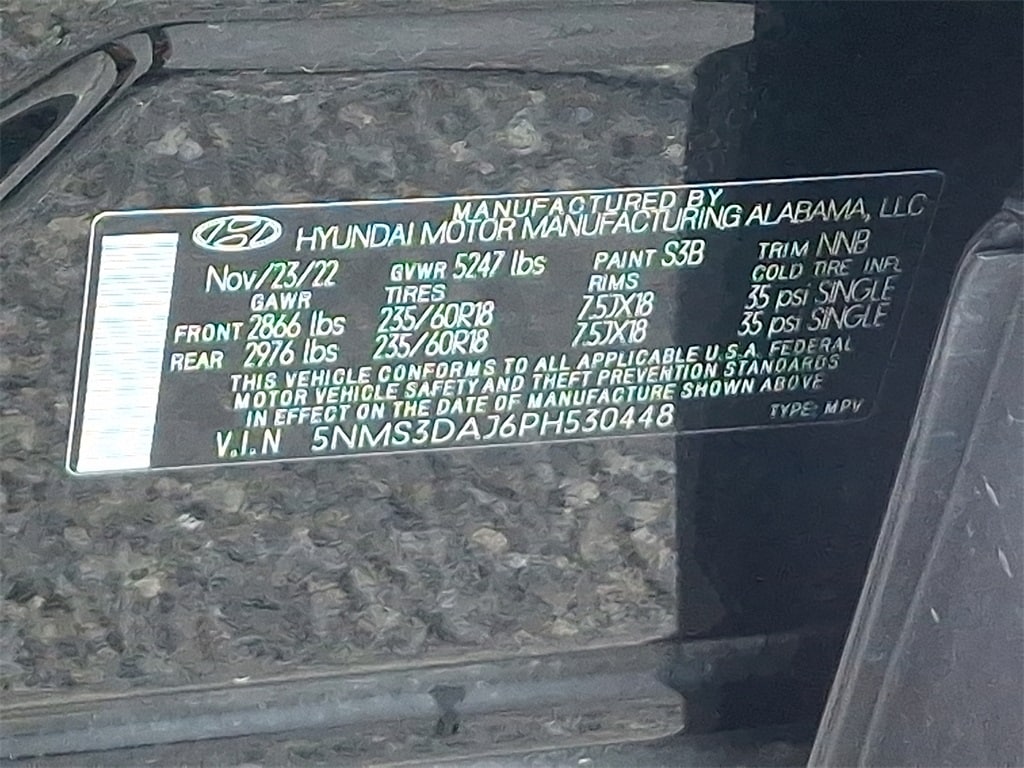 MANUFACTURED BY
HYUNDAI MOTOR MANUFACTURING ALABAMA, LLC
Nov/23/22 GVWR 5247 lbs PAINT S3B TRIM NNB
GAWR TIRES RIMS COLD TIRE INFL
FRONT 2866 lbs 235/60R18 7.5JX18 35 psi SINGLE
REAR 2976 lbs 235/60R18 7.5JX18 35 psi SINGLE
THIS VEHICLE CONFORMS TO ALL APPLICABLE U.S.A. FEDERAL
MOTOR VEHICLE SAFETY AND THEFT PREVENTION STANDARDS
IN EFFECT ON THE DATE OF MANUFACTURE SHOWN ABOVE
V.I.N 5NMS3DAJ6PH530448 TYPE: MPV